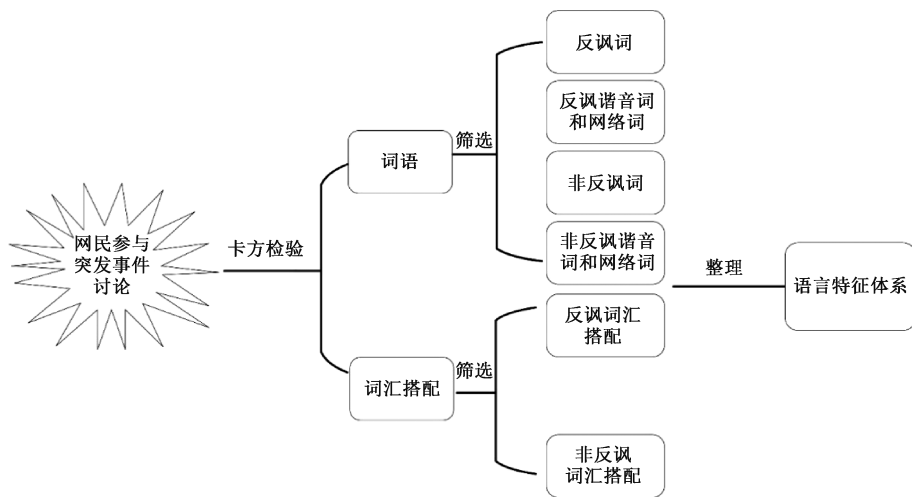 网民参与
突发事件
讨论
卡方检验
词语
词汇搭配
筛选
筛选
反讽词
反讽谐音词
和网络词
非反讽词
非反讽谐音
词和网络词
反讽词汇
搭配
非反讽
词汇搭配
整理
语言特征体系